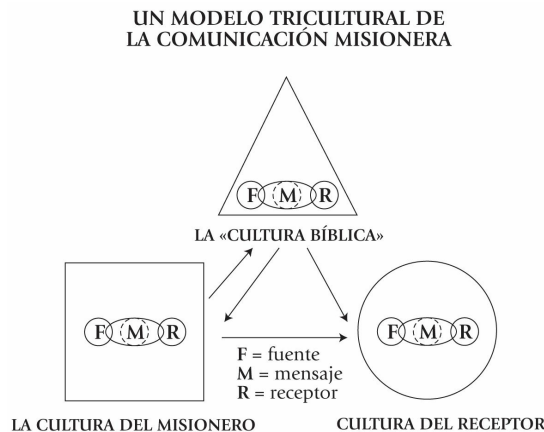 UN MODELO TRICULTURAL DE
LA COMUNICACIÓN MISIONERA
F M R
LA «CULTURA BÍBLICA»
F M R
F M R
F = fuente
M = mensaje
R = receptor
LA CULTURA DEL MISIONERO
CULTURA DEL RECEPTOR